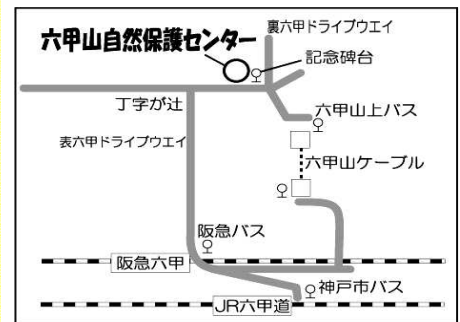 裏六甲ドライブウエイ
六甲山自然保護センター
記念碑台
丁字が辻
六甲山上バス
表六甲ドライブウエイ
六甲山ケーブル
阪急バス
阪急六甲
神戸市バス
JR六甲道